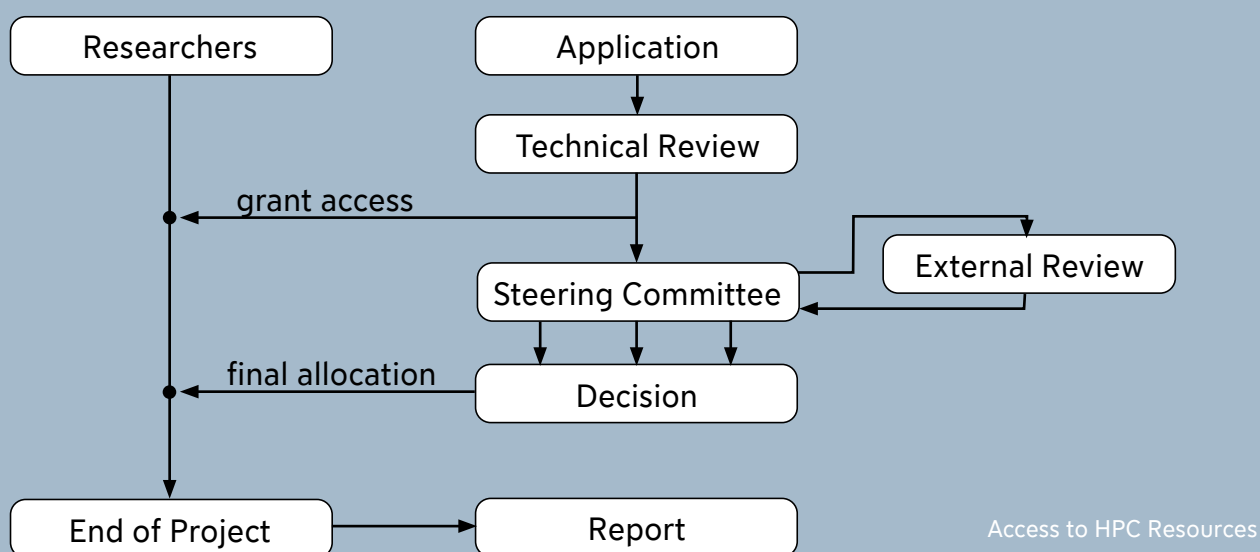 Researchers
Application
Technical Review
grant access
External Review
Steering Committee
final allocation
Decision
End of Project
Report
Access to HPC Resources